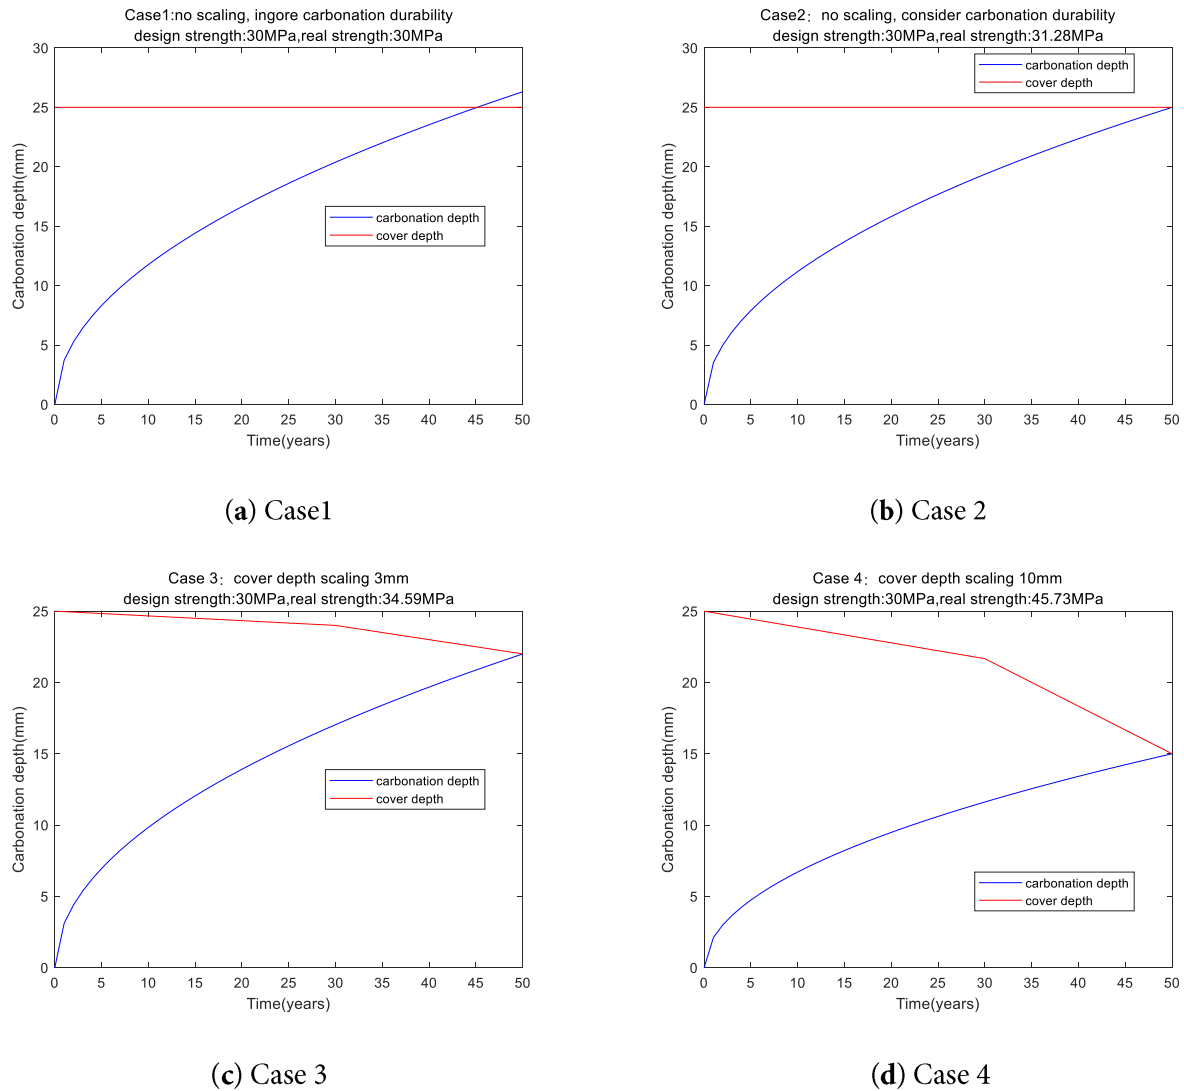 Case1:no scaling, ingore carbonation durability
design strength:30MPa,real strength:30MPa
30
25
20
15
10
5
0
Carbonation depth(mm)
carbonation depth
cover depth
0 5 10 15 20 25 30 35 40 45 50
Time(years)
(a) Case1
Case2：no scaling, consider carbonation durability
design strength:30MPa,real strength:31.28MPa
30
25
20
15
10
5
0
Carbonation depth(mm)
carbonation depth
cover depth
0 5 10 15 20 25 30 35 40 45 50
Time(years)
(b) Case 2
Case 3：cover depth scaling 3mm
design strength:30MPa,real strength:34.59MPa
25
20
15
10
5
0
Carbonation depth(mm)
carbonation depth
cover depth
0 5 10 15 20 25 30 35 40 45 50
Time(years)
(c) Case 3
Case 4：cover depth scaling 10mm
design strength:30MPa,real strength:45.73MPa
25
20
15
10
5
0
Carbonation depth(mm)
carbonation depth
cover depth
0 5 10 15 20 25 30 35 40 45 50
Time(years)
(d) Case 4